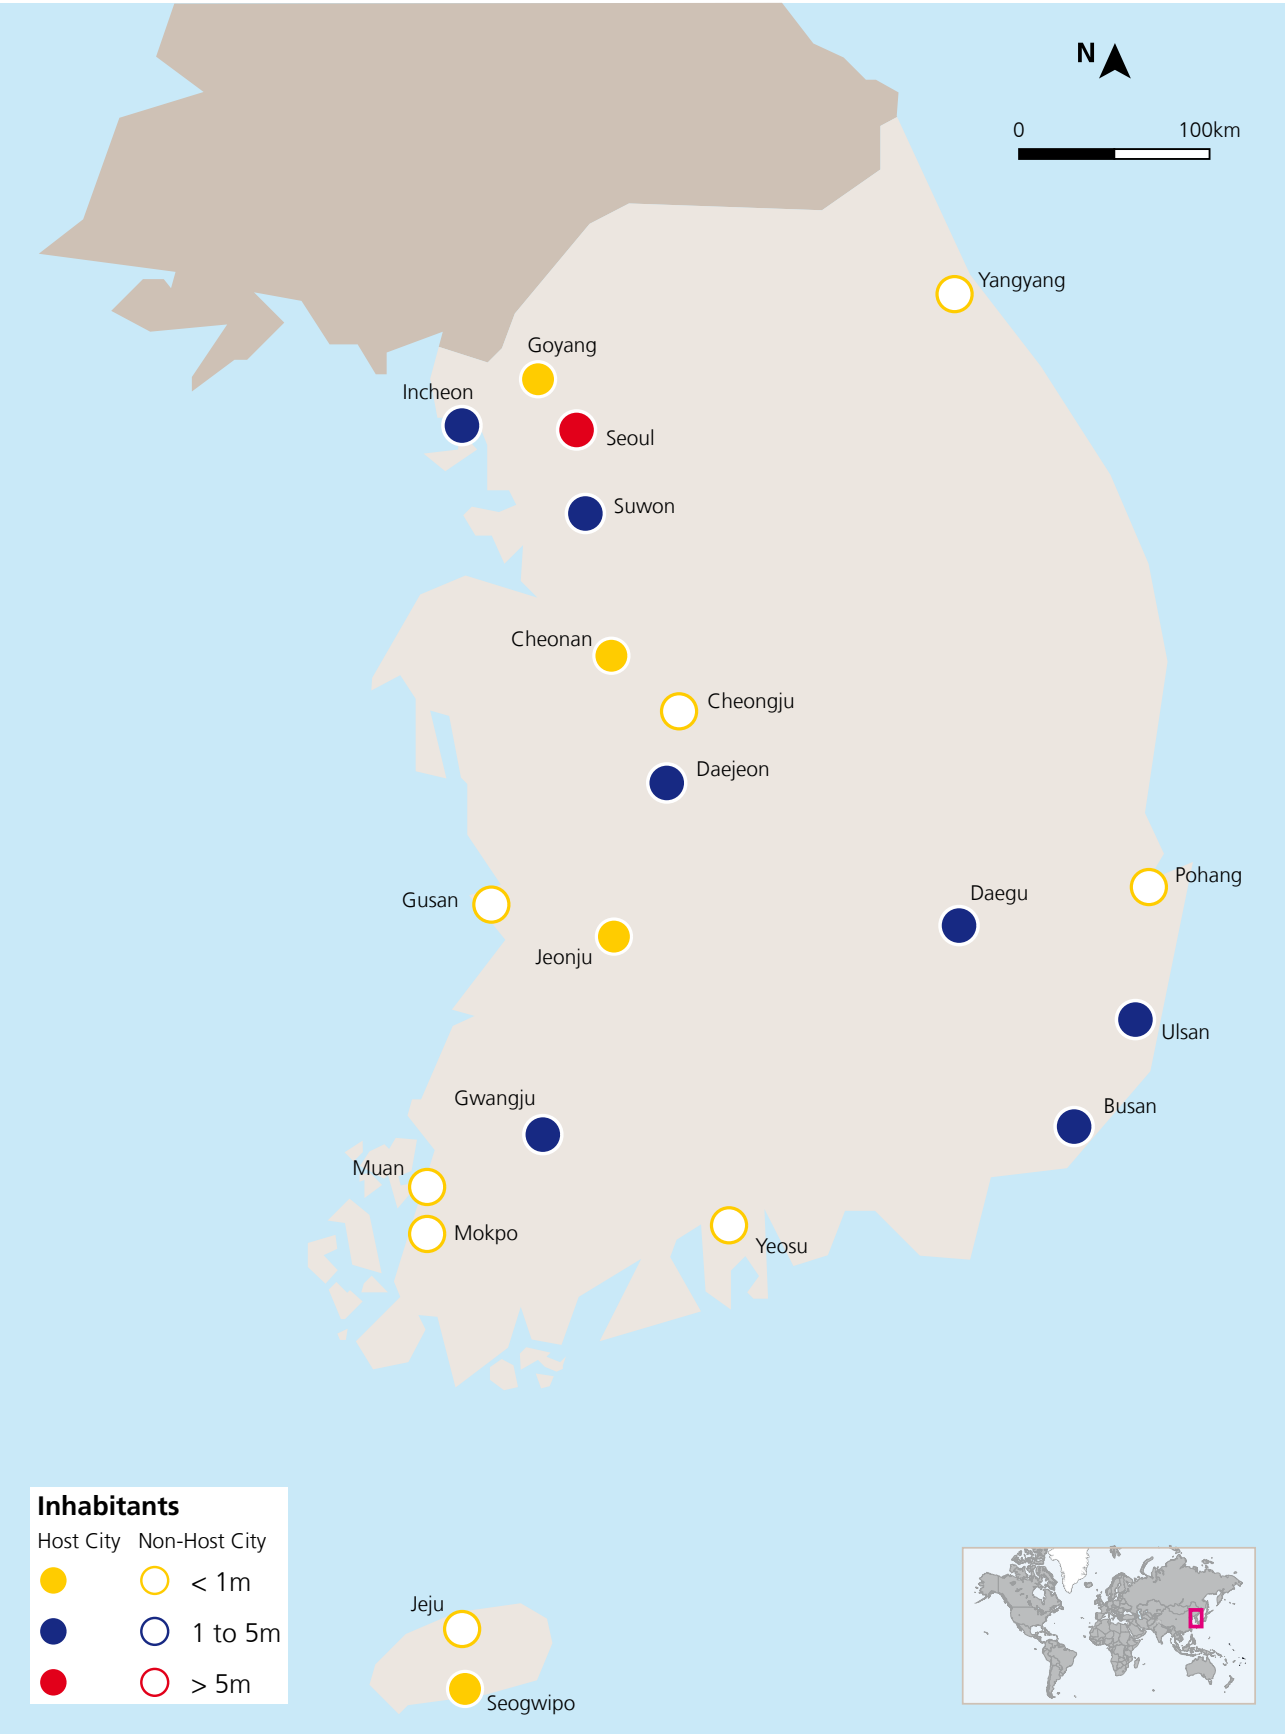 N
0 100km
Yangyang
Goyang
Incheon
Seoul
Suwon
Cheonan
Cheongju
Daejeon
Pohang
Daegu
Gusan
Jeonju
Ulsan
Gwangju
Busan
Muan
Mokpo
Yeosu
Inhabitants
Host City Non-Host City
< 1m
1 to 5m
> 5m
Jeju
Seogwipo